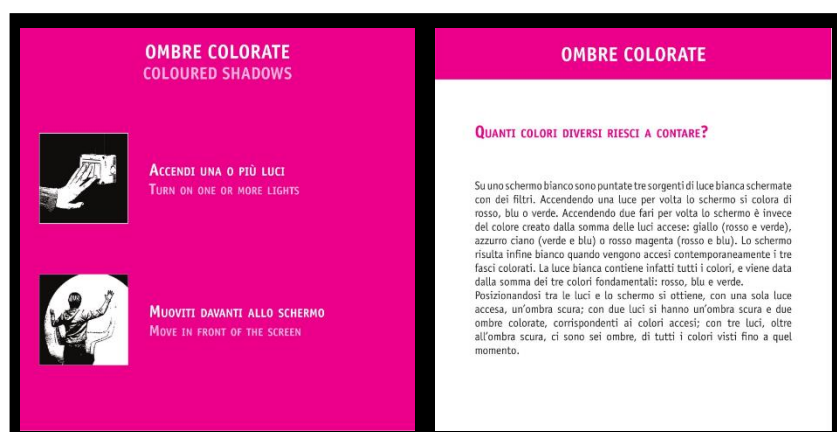 OMBRE COLORATE
COLOURED SHADOWS
ACCENDI UNA O PIÙ LUCI
TURN ON ONE OR MORE LIGHTS
MUOVITI DAVANTI ALLO SCHERMO
MOVE IN FRONT OF THE SCREEN
OMBRE COLORATE
QUANTI COLORI DIVERSI RIESCI A CONTARE?
Su uno schermo bianco sono puntate tre sorgenti di luce bianca schermate
con dei filtri. Accendendo una luce per volta lo schermo si colora di
rosso, blu o verde. Accendendo due fari per volta lo schermo è invece
del colore creato dalla somma delle luci accese: giallo (rosso e verde),
azzurro ciano (verde e blu) o rosso magenta (rosso e blu). Lo schermo
risulta infine bianco quando vengono accesi contemporaneamente i tre
fasci colorati. La luce bianca contiene infatti tutti i colori, e viene data
dalla somma dei tre colori fondamentali: rosso, blu e verde.
Posizionandosi tra le luci e lo schermo si ottiene, con una sola luce
accesa, un'ombra scura; con due luci si hanno un'ombra scura e due
ombre colorate, corrispondenti ai colori accesi; con tre luci, oltre
all'ombra scura, ci sono sei ombre, di tutti i colori visti fino a quel
momento.